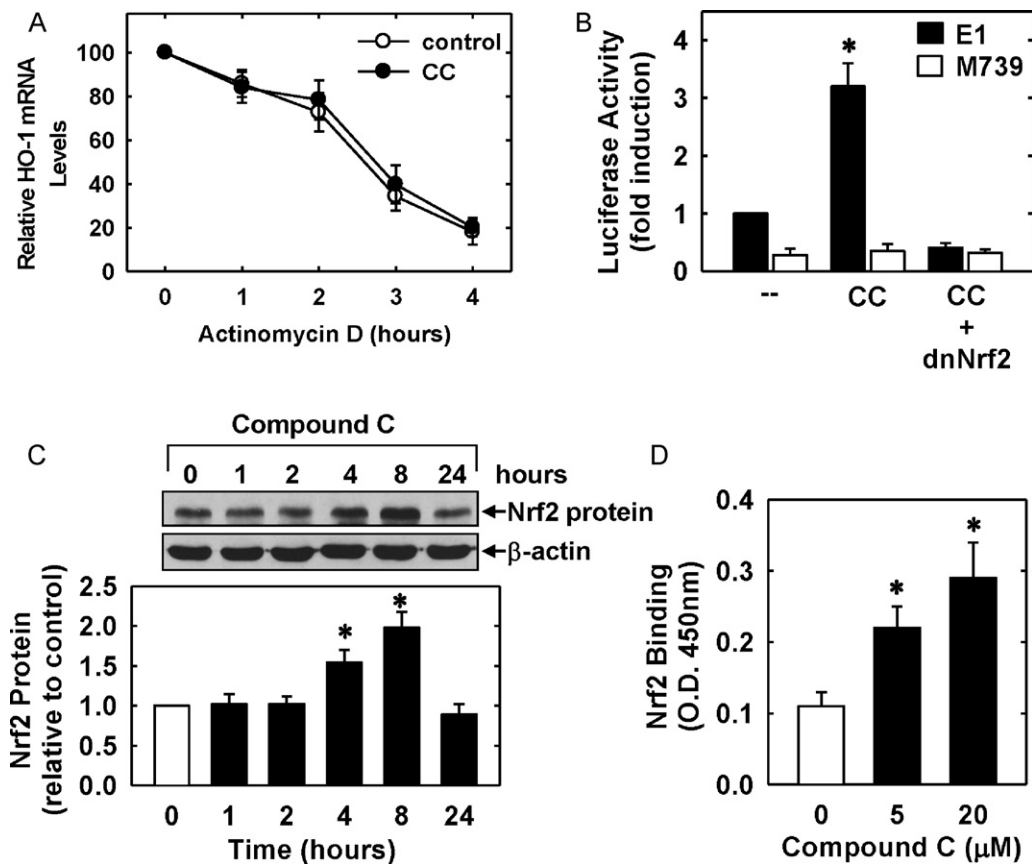 A
100
80
60
40
20
0
Relative HO-1 mRNA
Levels
control
CC
0 1 2 3 4
Actinomycin D (hours)
B
4
3
2
1
0
Luciferase Activity
(fold induction)
*
E1
M739
-- CC CC
+
dnNrf2
C
Compound C
0 1 2 4 8 24 hours
Nrf2 protein
β-actin
2.5
2.0
1.5
1.0
0.5
0.0
Nrf2 Protein
(relative to control)
* *
0 1 2 4 8 24
Time (hours)
D
0.4
0.3
0.2
0.1
0.0
Nrf2 Binding
(O.D. 450nm)
* *
0 5 20
Compound C (μM)